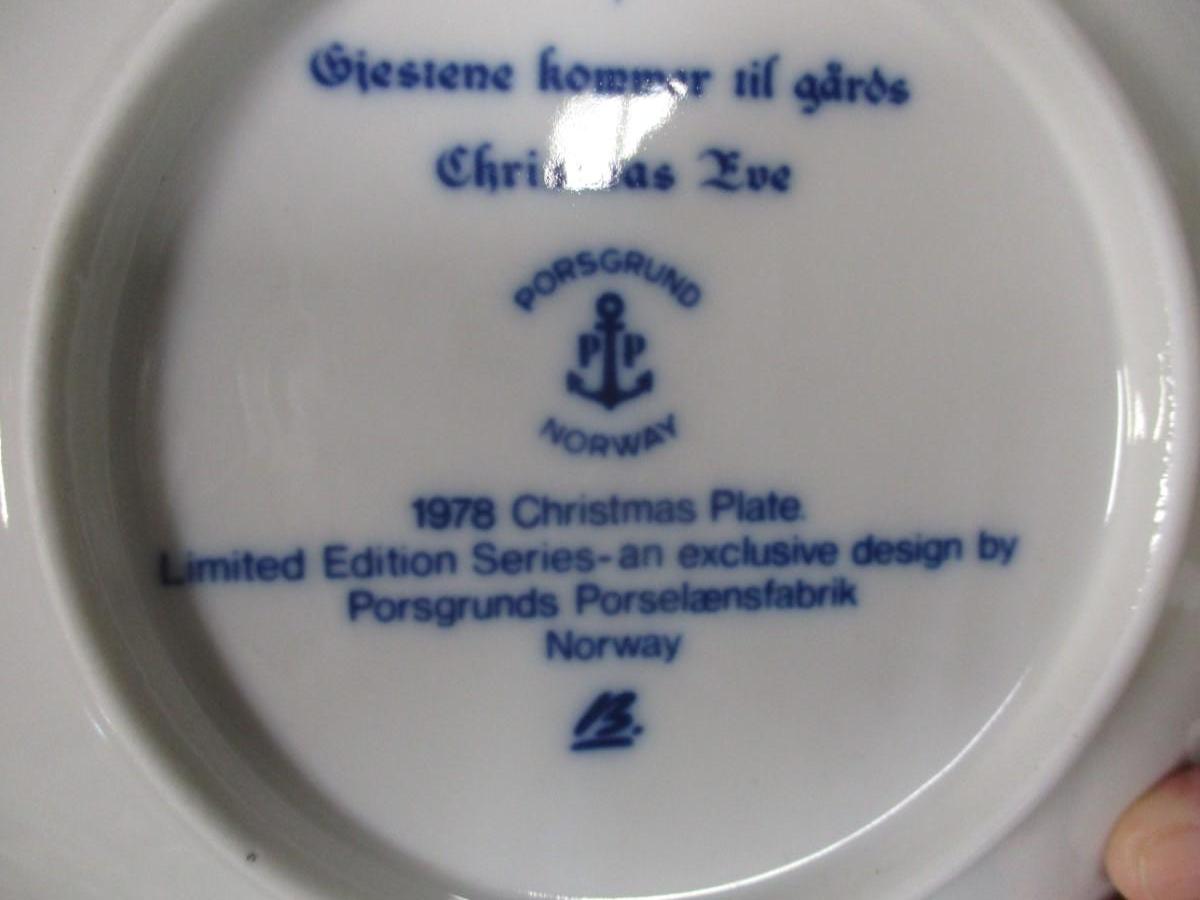 Gjestene kommer til gårds
Christmas Eve
PORSGRUND
P P
NORWAY
1978 Christmas Plate.
Limited Edition Series-an exclusive design by
Porsgrunds Porselænsfabrik
Norway